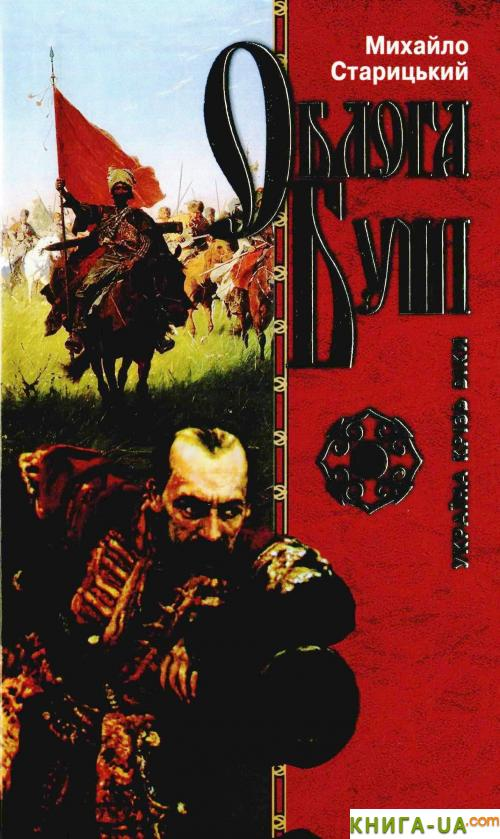 Михайло
Старицький
Облога
Буші
УКРАЇНА КРІЗЬ ВІКИ
КНИГА-UA.com